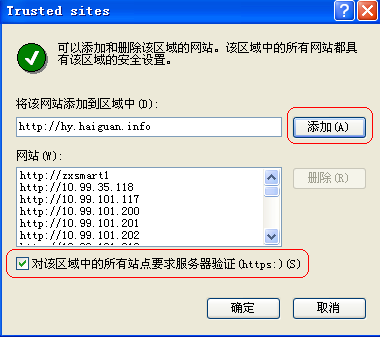 Trusted sites
可以添加和删除该区域的网站。该区域中的所有网站都具
有该区域的安全设置。
将该网站添加到区域中(D):
http://hy.haiguan.info
添加(A)
网站(W):
http://zxsmart1
http://10.99.35.118
http://10.99.101.117
http://10.99.101.200
http://10.99.101.201
http://10.99.101.202
删除(R)
对该区域中的所有站点要求服务器验证(https:)(S)
确定
取消